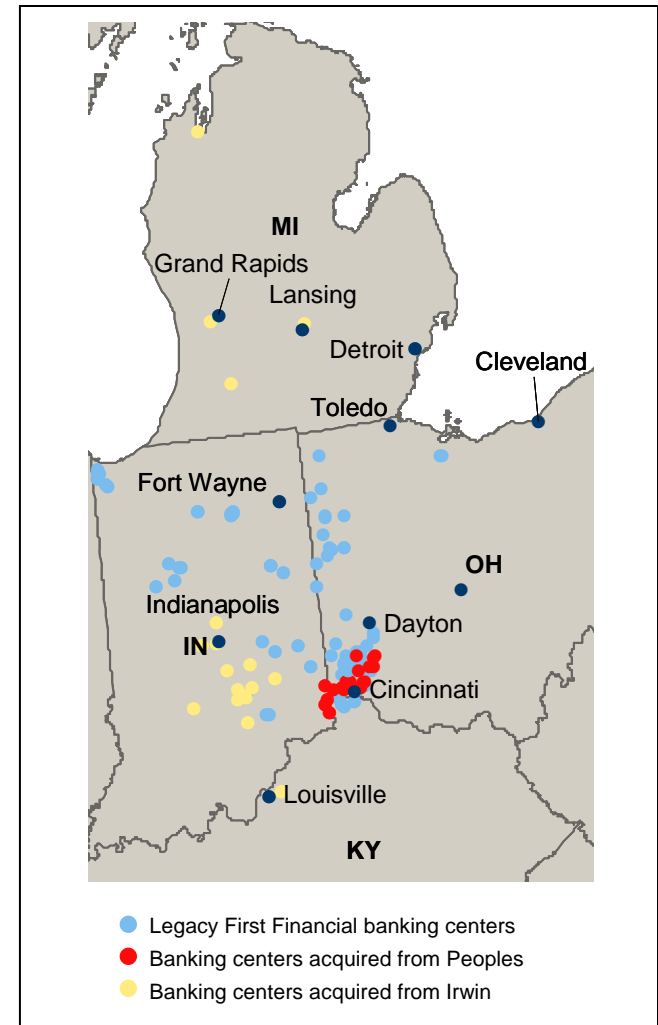 MI
Grand Rapids
Lansing
Detroit
Cleveland
Toledo
Fort Wayne
OH
Indianapolis
Dayton
IN
Cincinnati
Louisville
KY
Legacy First Financial banking centers
Banking centers acquired from Peoples
Banking centers acquired from Irwin